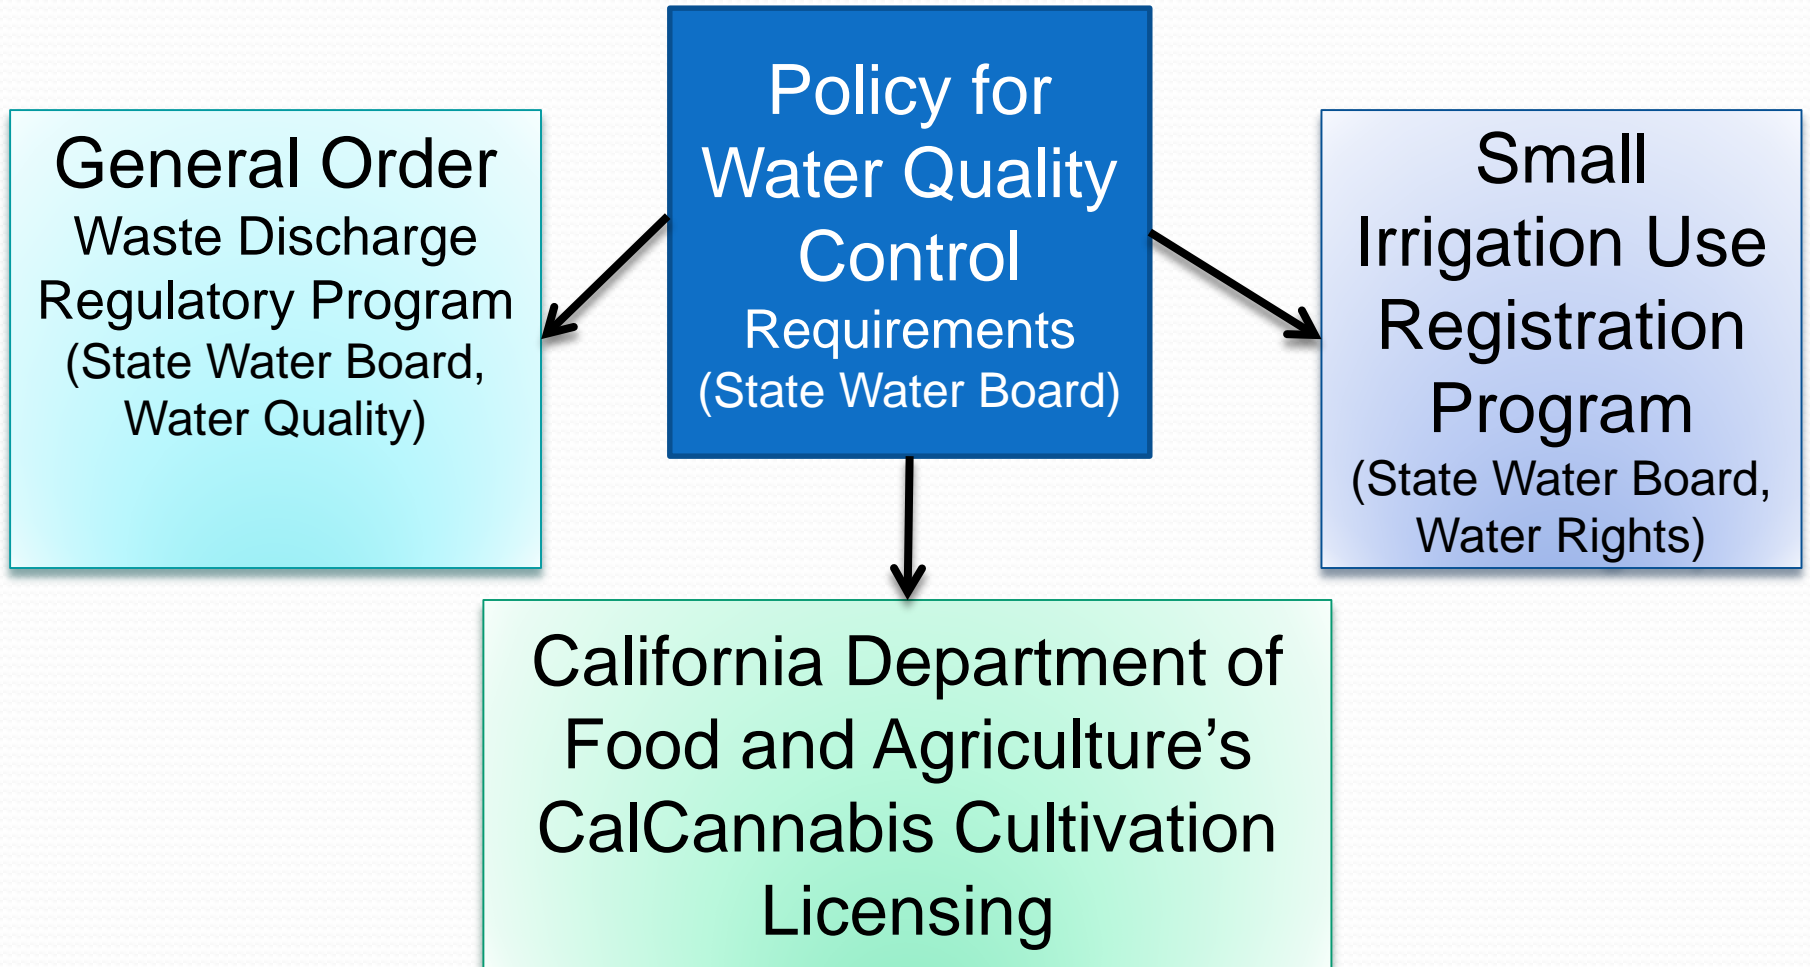 Policy for
Water Quality
Control
Requirements
(State Water Board)
General Order
Waste Discharge
Regulatory Program
(State Water Board,
Water Quality)
Small
Irrigation Use
Registration
Program
(State Water Board,
Water Rights)
California Department of
Food and Agriculture’s
CalCannabis Cultivation
Licensing